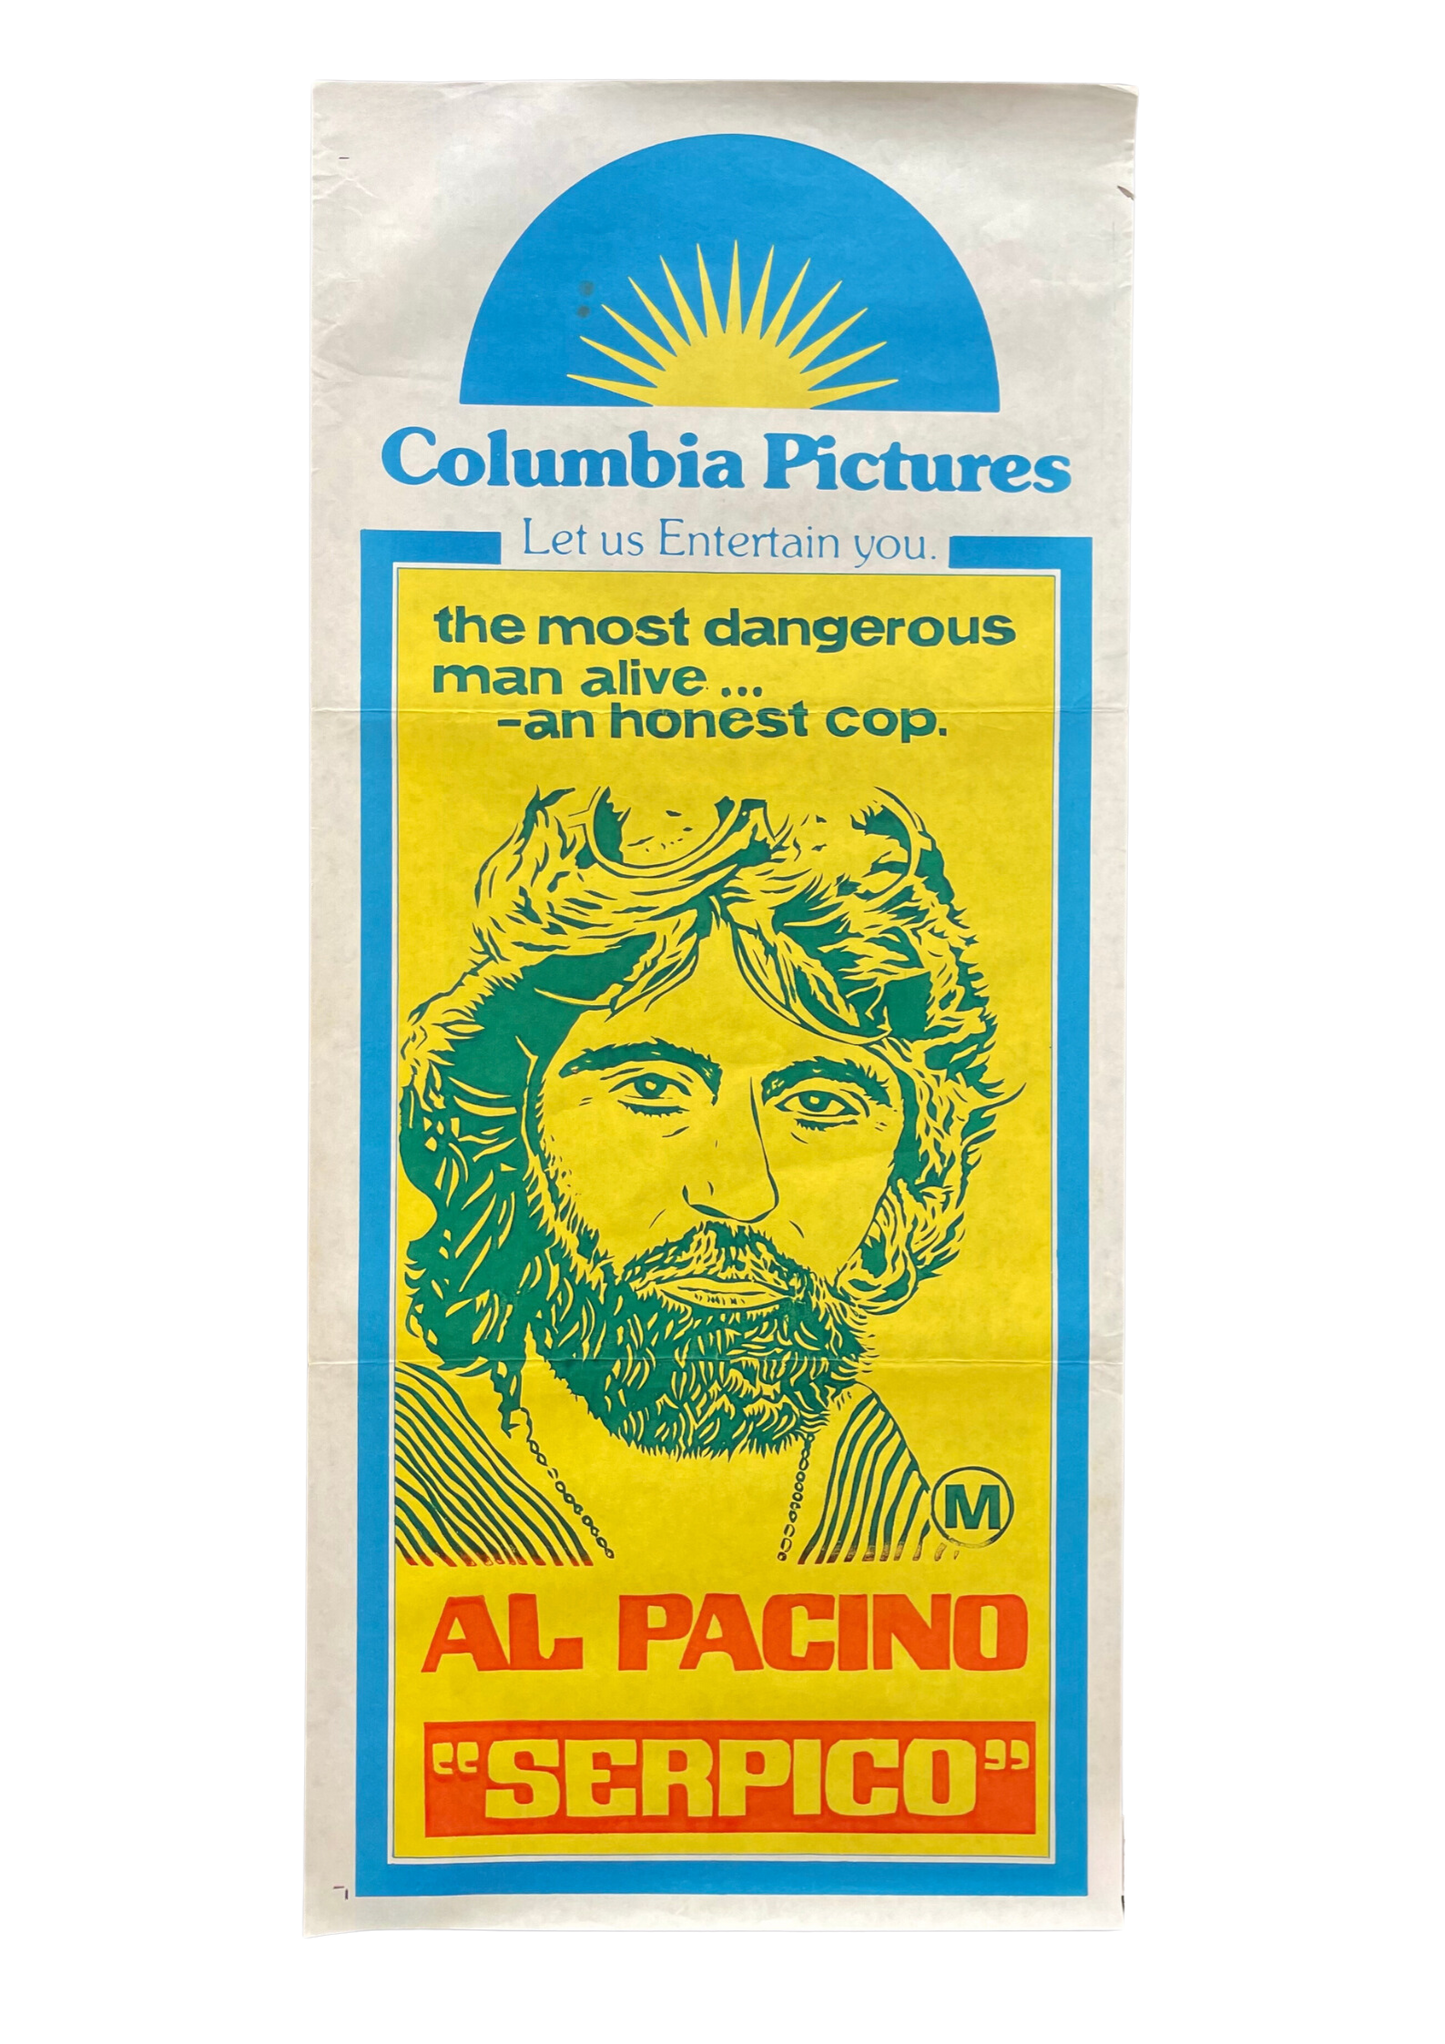 Columbia Pictures
Let us Entertain you.
the most dangerous
man alive ...
-an honest cop.
M
AL PACINO
"SERPICO"